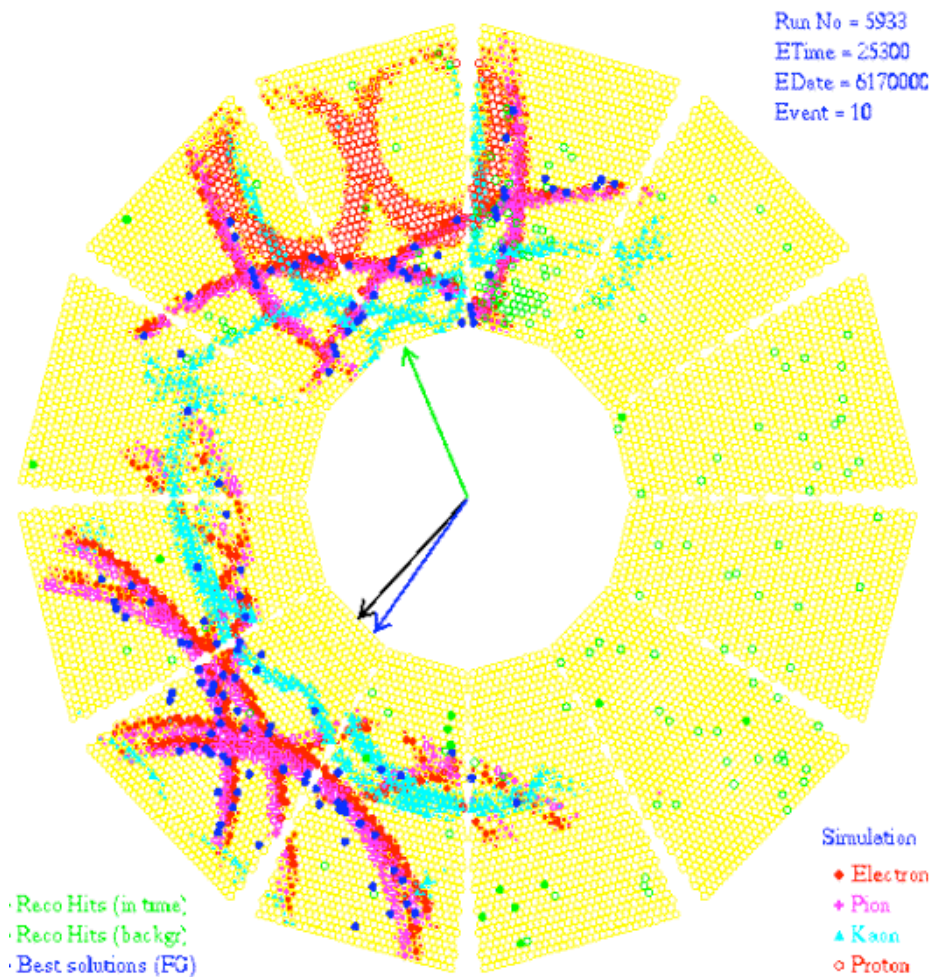 Run No = 5933
ETime = 25300
EDate = 6170000
Event = 10
Simulation
Electron
Pion
Kaon
Proton
Reco Hits (in time)
Reco Hits (backgr)
Best solutions (FG)